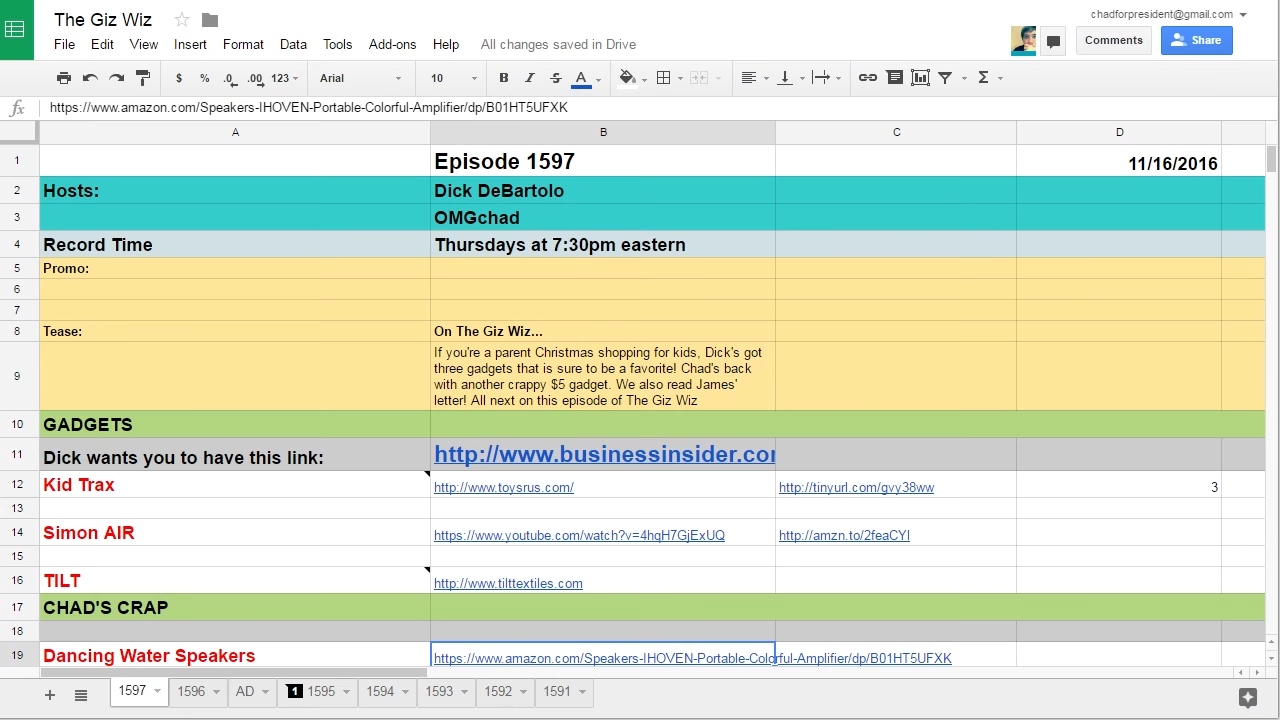 The Giz Wiz
chadforpresident@gmail.com
File Edit View Insert Format Data Tools Add-ons Help All changes saved in Drive
Comments Share
$ % .0 .00 123 Arial 10 B I S A Σ
fx https://www.amazon.com/Speakers-IHOVEN-Portable-Colorful-Amplifier/dp/B01HT5UFXK
A B C D
1 Episode 1597 11/16/2016
2 Hosts: Dick DeBartolo
3 OMGchad
4 Record Time Thursdays at 7:30pm eastern
5 Promo:
6
7
8 Tease: On The Giz Wiz...
9 If you're a parent Christmas shopping for kids, Dick's got
three gadgets that is sure to be a favorite! Chad's back
with another crappy $5 gadget. We also read James'
letter! All next on this episode of The Giz Wiz
10 GADGETS
11 Dick wants you to have this link: http://www.businessinsider.cor
12 Kid Trax http://www.toysrus.com/ http://tinyurl.com/gvy38ww 3
13
14 Simon AIR https://www.youtube.com/watch?v=4hqH7GjExUQ http://amzn.to/2feaCYl
15
16 TILT http://www.tilttextiles.com
17 CHAD'S CRAP
18
19 Dancing Water Speakers https://www.amazon.com/Speakers-IHOVEN-Portable-Colorful-Amplifier/dp/B01HT5UFXK
+ 1597 1596 AD 1 1595 1594 1593 1592 1591